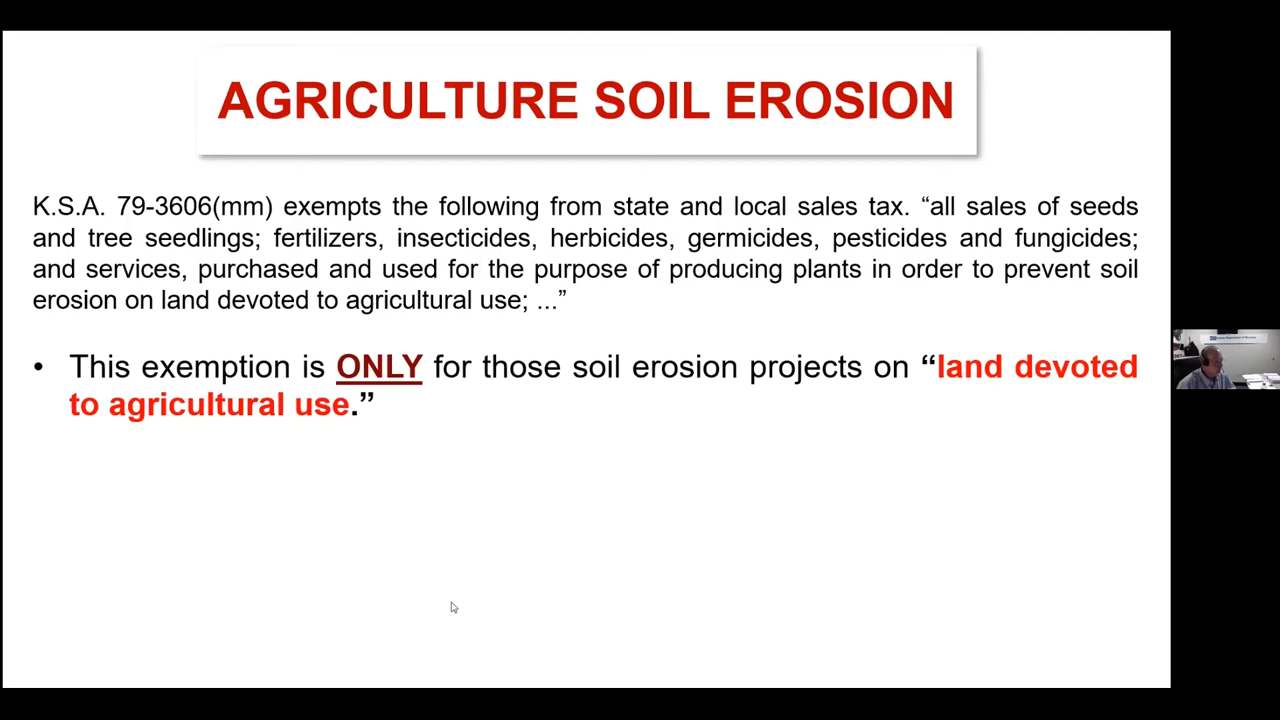 AGRICULTURE SOIL EROSION
K.S.A. 79-3606(mm) exempts the following from state and local sales tax. “all sales of seeds
and tree seedlings; fertilizers, insecticides, herbicides, germicides, pesticides and fungicides;
and services, purchased and used for the purpose of producing plants in order to prevent soil
erosion on land devoted to agricultural use; ...”
• This exemption is ONLY for those soil erosion projects on “land devoted
to agricultural use.”